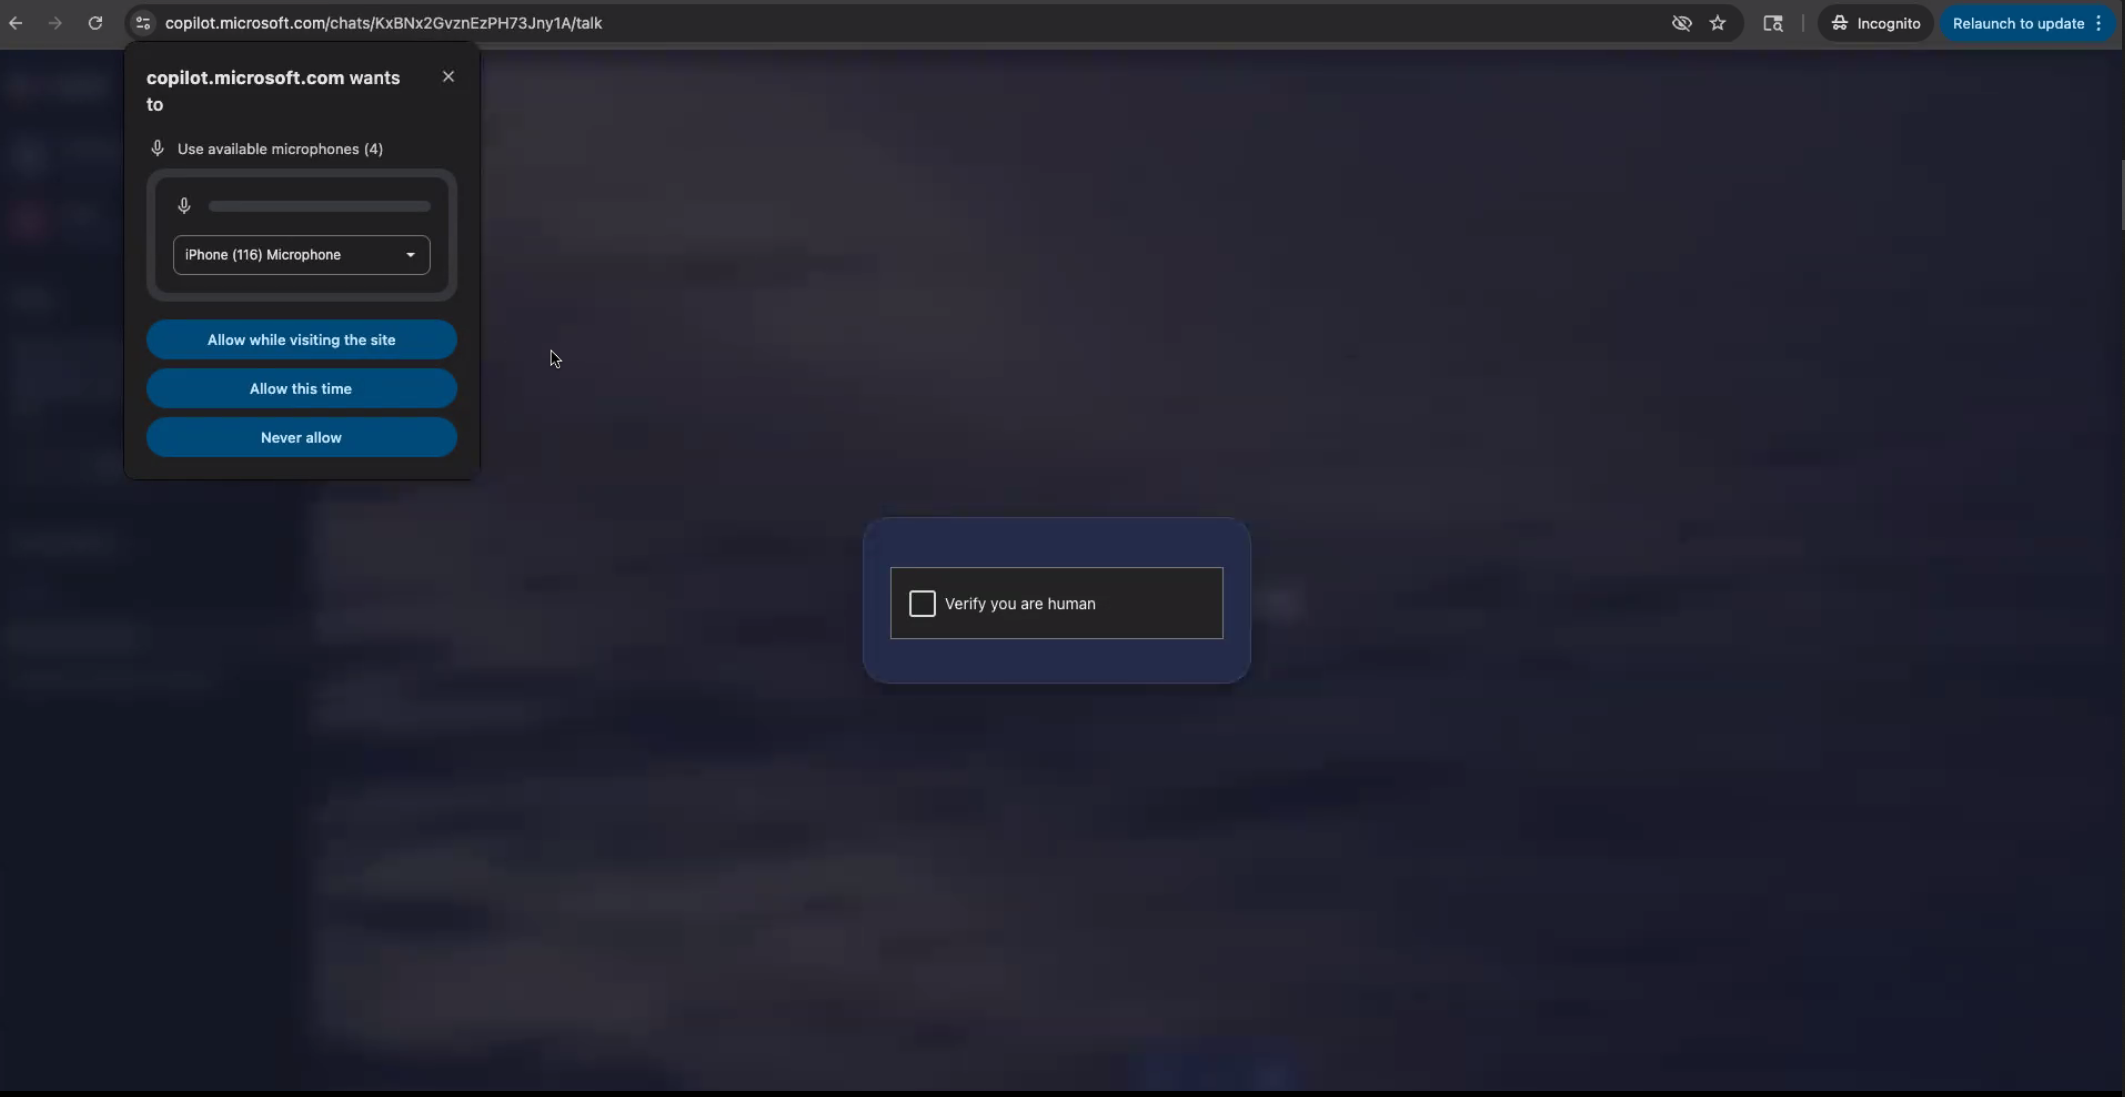 copilot.microsoft.com/chats/KxBNx2GvznEzPH73Jny1A/talk
Incognito
Relaunch to update
copilot.microsoft.com wants
to
Use available microphones (4)
iPhone (116) Microphone
Allow while visiting the site
Allow this time
Never allow
Verify you are human